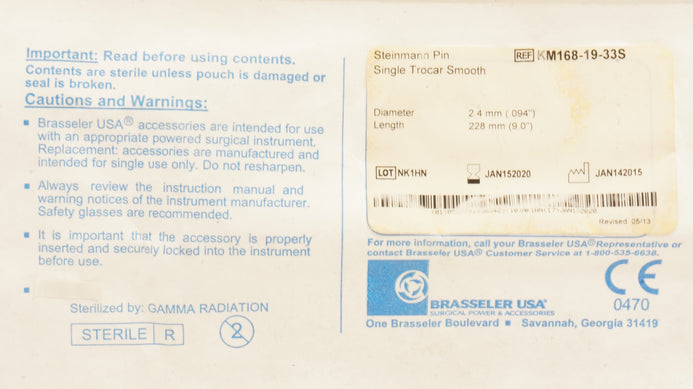 Important: Read before using contents.
Contents are sterile unless pouch is damaged or
seal is broken.
Cautions and Warnings:
■ Brasseler USA® accessories are intended for use
with an appropriate powered surgical instrument.
Replacement: accessories are manufactured and
intended for single use only. Do not resharpen.
■ Always review the instruction manual and
warning notices of the instrument manufacturer.
Safety glasses are recommended.
■ It is important that the accessory is properly
inserted and securely locked into the instrument
before use.
■
Sterilized by: GAMMA RADIATION
STERILE R
2
Steinmann Pin REF KM168-19-33S
Single Trocar Smooth
Diameter 2.4 mm (.094")
Length 228 mm (9.0")
LOT NK1HN JAN152020 JAN142015
Revised 05/13
For more information, call your Brasseler USA® Representative or
contact Brasseler USA® Customer Service at 1-800-535-6638.
BRASSELER USA®
SURGICAL POWER & ACCESSORIES
CE
0470
One Brasseler Boulevard ■ Savannah, Georgia 31419